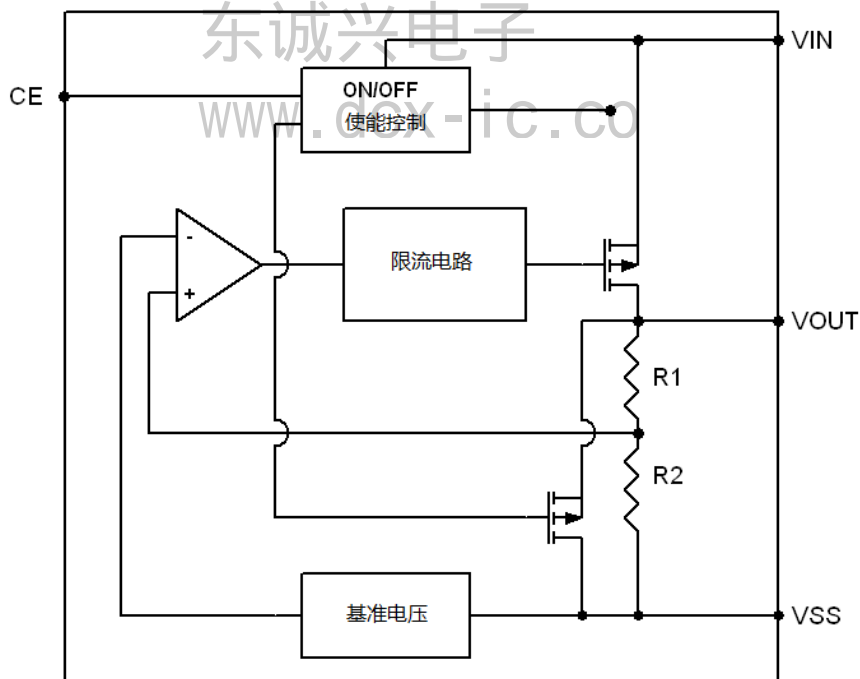 东诚兴电子
VIN
CE
ON/OFF
使能控制
www.dcx-ic.co
-
限流电路
+
VOUT
R1
R2
基准电压
VSS